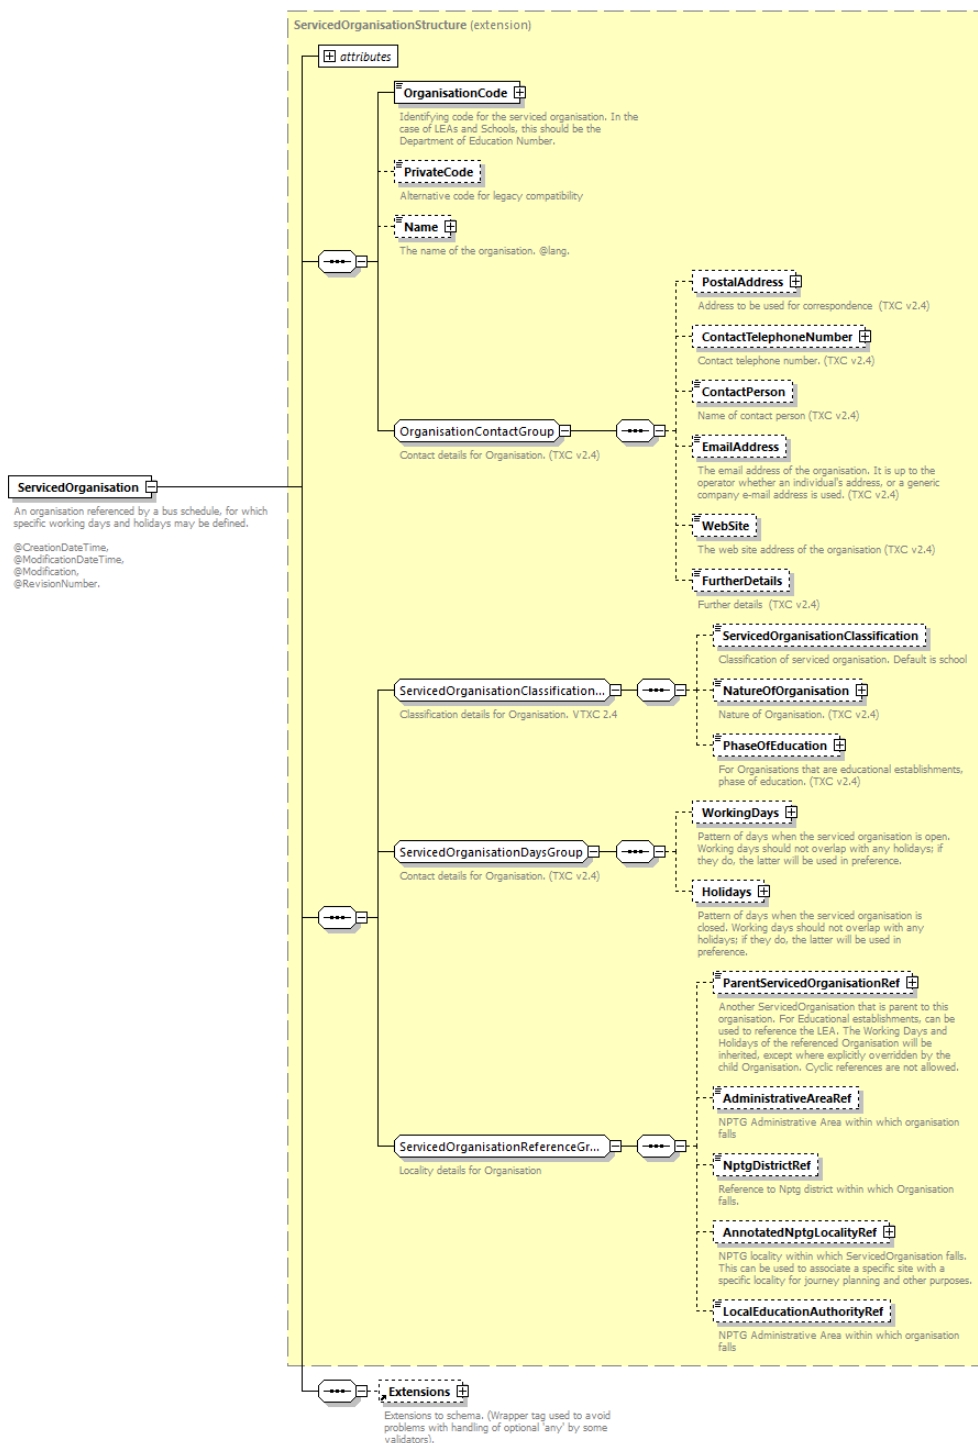 ServicedOrganisationStructure (extension)
attributes
OrganisationCode
Identifying code for the serviced organisation. In the
case of LEAs and Schools, this should be the
Department of Education Number.
PrivateCode
Alternative code for legacy compatibility
Name
The name of the organisation. @lang.
PostalAddress
Address to be used for correspondence (TXC v2.4)
ContactTelephoneNumber
Contact telephone number. (TXC v2.4)
ContactPerson
Name of contact person (TXC v2.4)
OrganisationContactGroup
Contact details for Organisation. (TXC v2.4)
EmailAddress
The email address of the organisation. It is up to the
operator whether an individual's address, or a generic
company e-mail address is used. (TXC v2.4)
WebSite
The web site address of the organisation (TXC v2.4)
FurtherDetails
Further details (TXC v2.4)
ServicedOrganisation
An organisation referenced by a bus schedule, for which
specific working days and holidays may be defined.
@CreationDateTime,
@ModificationDateTime,
@Modification,
@RevisionNumber.
ServicedOrganisationClassification
Classification of serviced organisation. Default is school
ServicedOrganisationClassification...
Classification details for Organisation. VTXC 2.4
NatureOfOrganisation
Nature of Organisation. (TXC v2.4)
PhaseOfEducation
For Organisations that are educational establishments,
phase of education. (TXC v2.4)
WorkingDays
Pattern of days when the serviced organisation is open.
Working days should not overlap with any holidays; if
they do, the latter will be used in preference.
ServicedOrganisationDaysGroup
Contact details for Organisation. (TXC v2.4)
Holidays
Pattern of days when the serviced organisation is
closed. Working days should not overlap with any
holidays; if they do, the latter will be used in
preference.
ParentServicedOrganisationRef
Another ServicedOrganisation that is parent to this
organisation. For Educational establishments, can be
used to reference the LEA. The Working Days and
Holidays of the referenced Organisation will be
inherited, except where explicitly overridden by the
child Organisation. Cyclic references are not allowed.
AdministrativeAreaRef
NPTG Administrative Area within which organisation
falls
ServicedOrganisationReferenceGr...
Locality details for Organisation
NptgDistrictRef
Reference to Nptg district within which Organisation
falls.
AnnotatedNptgLocalityRef
NPTG locality within which ServicedOrganisation falls.
This can be used to associate a specific site with a
specific locality for journey planning and other purposes.
LocalEducationAuthorityRef
NPTG Administrative Area within which organisation
falls
Extensions
Extensions to schema. (Wrapper tag used to avoid
problems with handling of optional 'any' by some
validators).